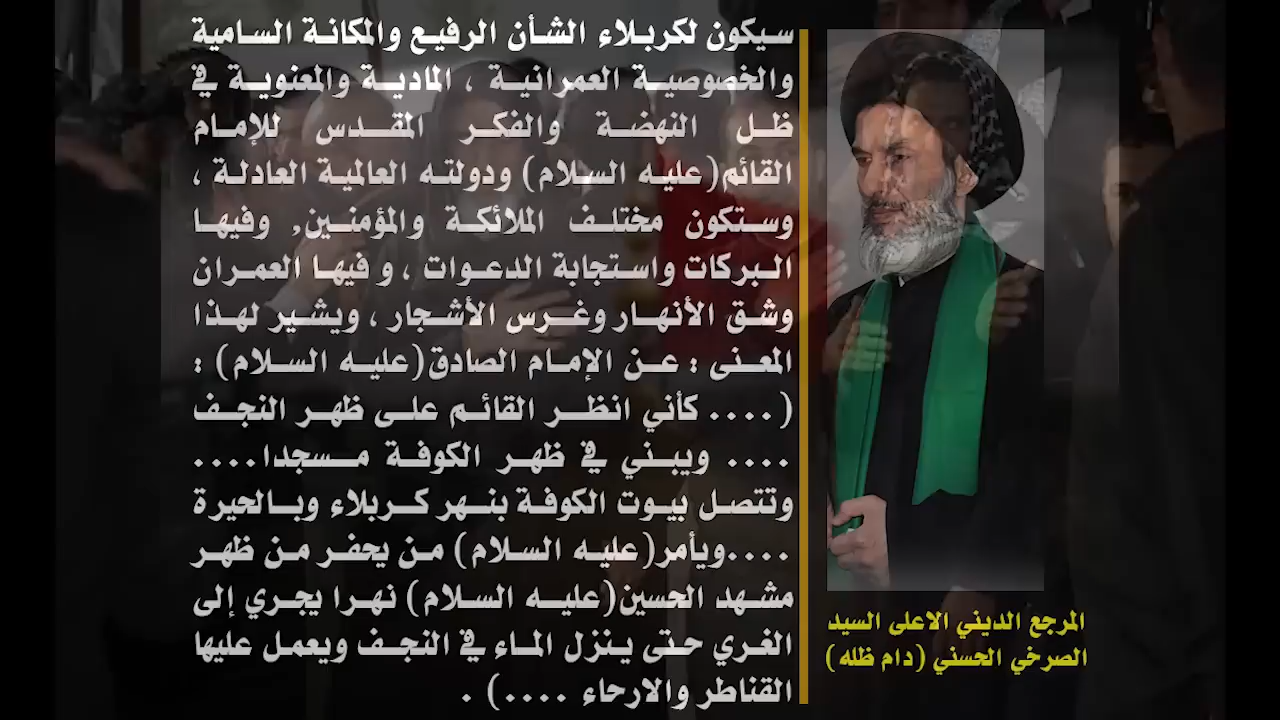 سيكون لكربلاء الشأن الرفيع والمكانة السامية
والخصوصية العمرانية ، المادية والمعنوية في
ظل النهضة والفكر المقدس للإمام
القائم(عليه السلام) ودولته العالمية العادلة ،
وستكون مختلف الملائكة والمؤمنين, وفيها
البركات واستجابة الدعوات ، و فيها العمران
وشق الأنهار وغرس الأشجار ، ويشير لهذا
المعنى : عن الإمام الصادق(عليه السلام) :
(.... كأني انظر القائم على ظهر النجف
.... ويبني في ظهر الكوفة مسجدا....
وتتصل بيوت الكوفة بنهر كربلاء وبالحيرة
....ويأمر(عليه السلام) من يحفر من ظهر
مشهد الحسين(عليه السلام) نهرا يجري إلى
الغري حتى ينزل الماء في النجف ويعمل عليها
القناطر والارحاء ....) .
المرجع الديني الاعلى السيد
الصرخي الحسني (دام ظله)